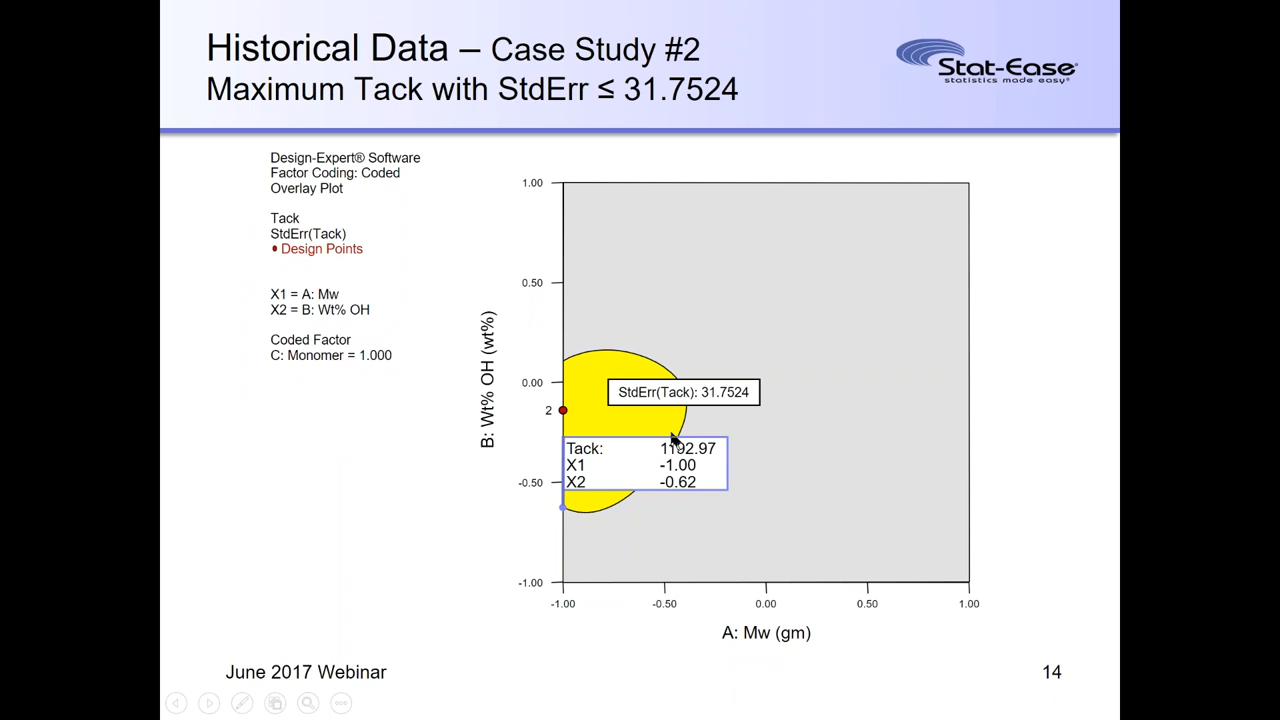 Historical Data – Case Study #2
Maximum Tack with StdErr ≤ 31.7524
Stat-Ease®
statistics made easy®
Design-Expert® Software
Factor Coding: Coded
Overlay Plot
Tack
StdErr(Tack)
Design Points
X1 = A: Mw
X2 = B: Wt% OH
Coded Factor
C: Monomer = 1.000
B: Wt% OH (wt%)
1.00
0.50
0.00
-0.50
-1.00
2
StdErr(Tack): 31.7524
Tack: 1192.97
X1 -1.00
X2 -0.62
-1.00 -0.50 0.00 0.50 1.00
A: Mw (gm)
June 2017 Webinar
14